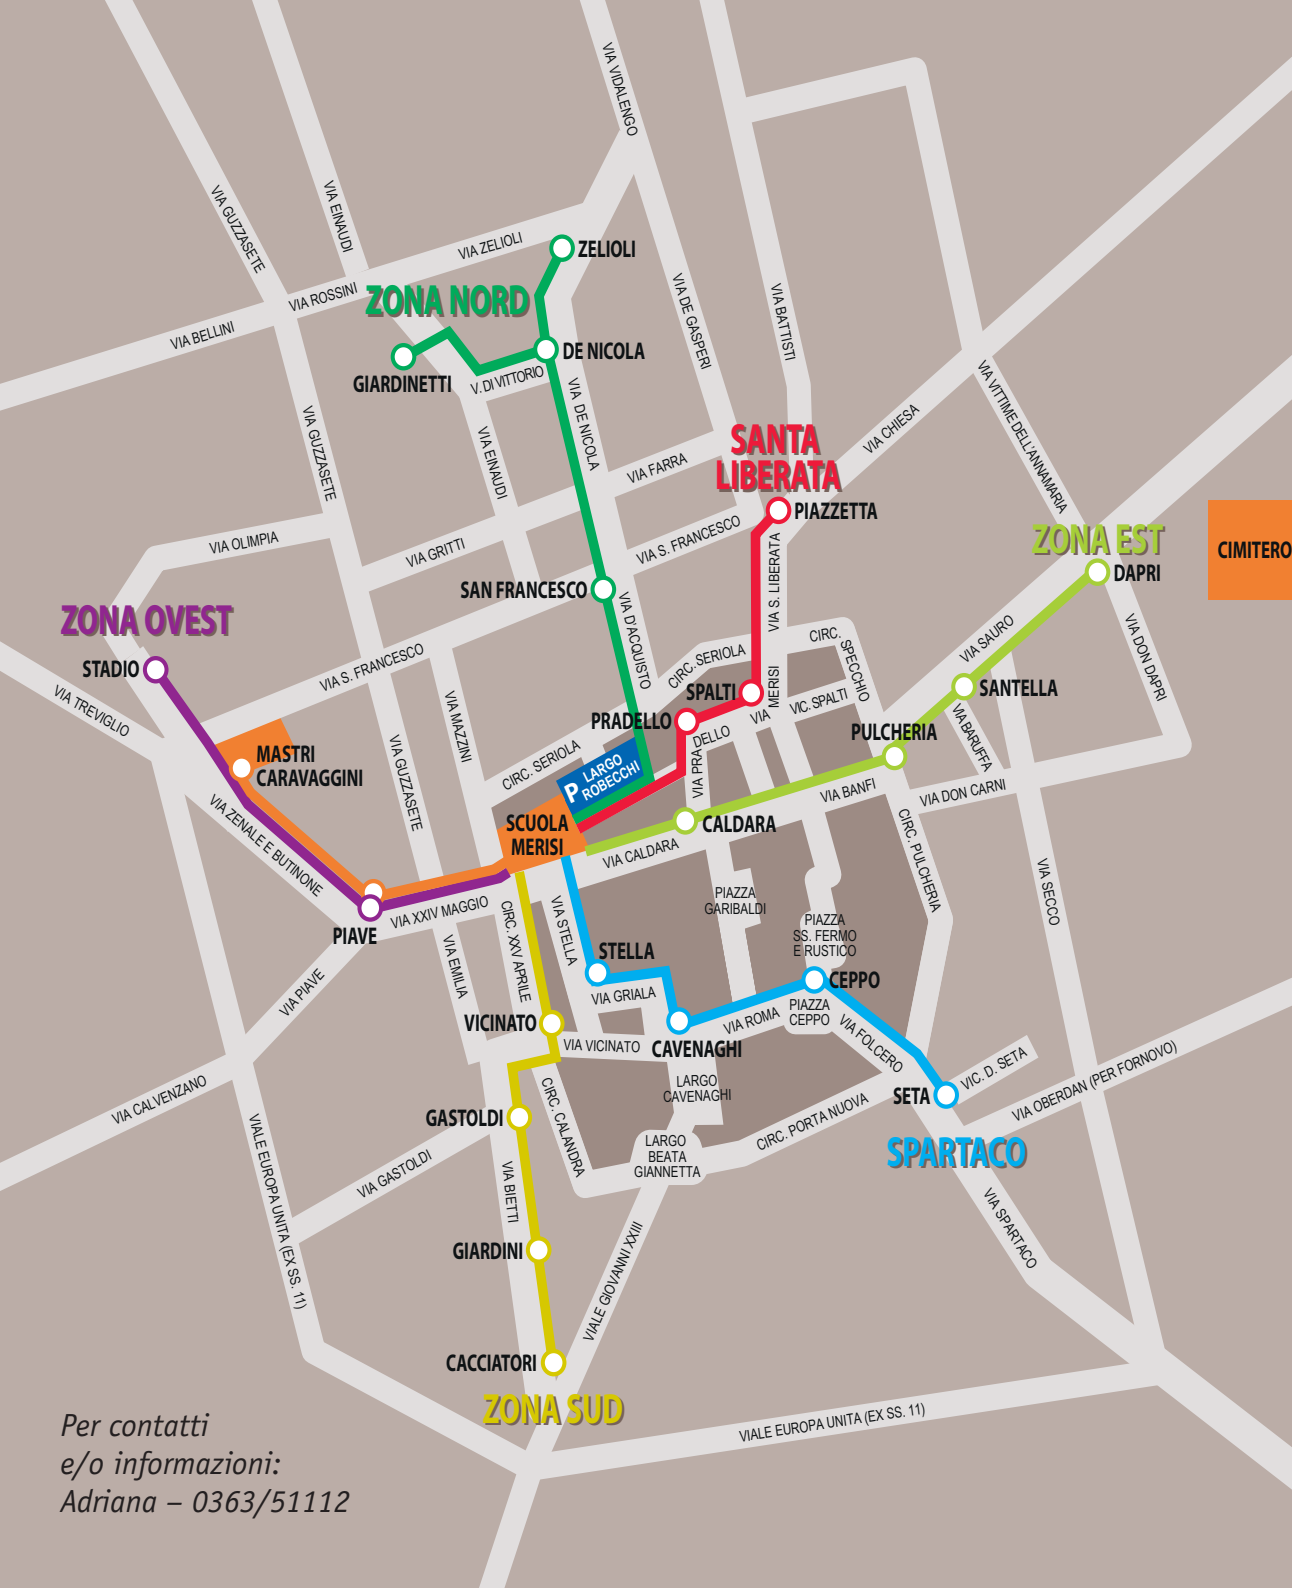 VIA VIDALENGO
VIA GUZZASETE
VIA EINAUDI
VIA ZELIOLI
ZELIOLI
VIA ROSSINI
ZONA NORD
VIA BELLINI
VIA DE GASPERI
VIA BATTISTI
DE NICOLA
GIARDINETTI
V. DI VITTORIO
VIA DE NICOLA
VIA VITTIME DELL'ANNAMARIA
VIA GUZZASETE
VIA EINAUDI
VIA CHIESA
SANTA
LIBERATA
VIA FARRA
PIAZZETTA
VIA OLIMPIA
VIA GRITTI
VIA S. FRANCESCO
ZONA EST
CIMITERO
DAPRI
SAN FRANCESCO
VIA S. LIBERATA
ZONA OVEST
VIA D'ACQUISTO
CIRC.
SPECCHIO
VIA SAURO
VIA DON DAPRI
STADIO
VIA S. FRANCESCO
CIRC. SERIOLA
VIA TREVIGLIO
SPALTI
MERISI
VIA
VIC. SPALTI
SANTELLA
VIA MAZZINI
PRADELLO
DELLO
VIA PRA
PULCHERIA
VIA BARUFFA
MASTRI
CARAVAGGINI
VIA GUZZASETE
CIRC. SERIOLA
P
LARGO
ROBECCHI
VIA BANFI
VIA DON CARNI
VIA ZENALE E BUTINONE
SCUOLA
MERISI
CALDARA
VIA CALDARA
CIRC. PULCHERIA
VIA SECCO
PIAZZA
GARIBALDI
PIAVE
VIA XXIV MAGGIO
CIRC. XXV APRILE
VIA STELLA
PIAZZA
SS. FERMO
E RUSTICO
VIA EMILIA
STELLA
VIA PIAVE
VIA GRIALA
CEPPO
PIAZZA
CEPPO
VICINATO
VIA ROMA
VIA FOLCERO
VIA VICINATO
CAVENAGHI
VIC. D. SETA
VIA OBERDAN (PER FORNOVO)
VIA CALVENZANO
LARGO
CAVENAGHI
SETA
GASTOLDI
CIRC. CALANDRA
CIRC. PORTA NUOVA
SPARTACO
LARGO
BEATA
GIANNETTA
VIALE EUROPA UNITA (EX SS. 11)
VIA GASTOLDI
VIA BIETTI
VIA SPARTACO
GIARDINI
VIALE GIOVANNI XXIII
CACCIATORI
ZONA SUD
VIALE EUROPA UNITA (EX SS. 11)
Per contatti
e/o informazioni:
Adriana – 0363/51112